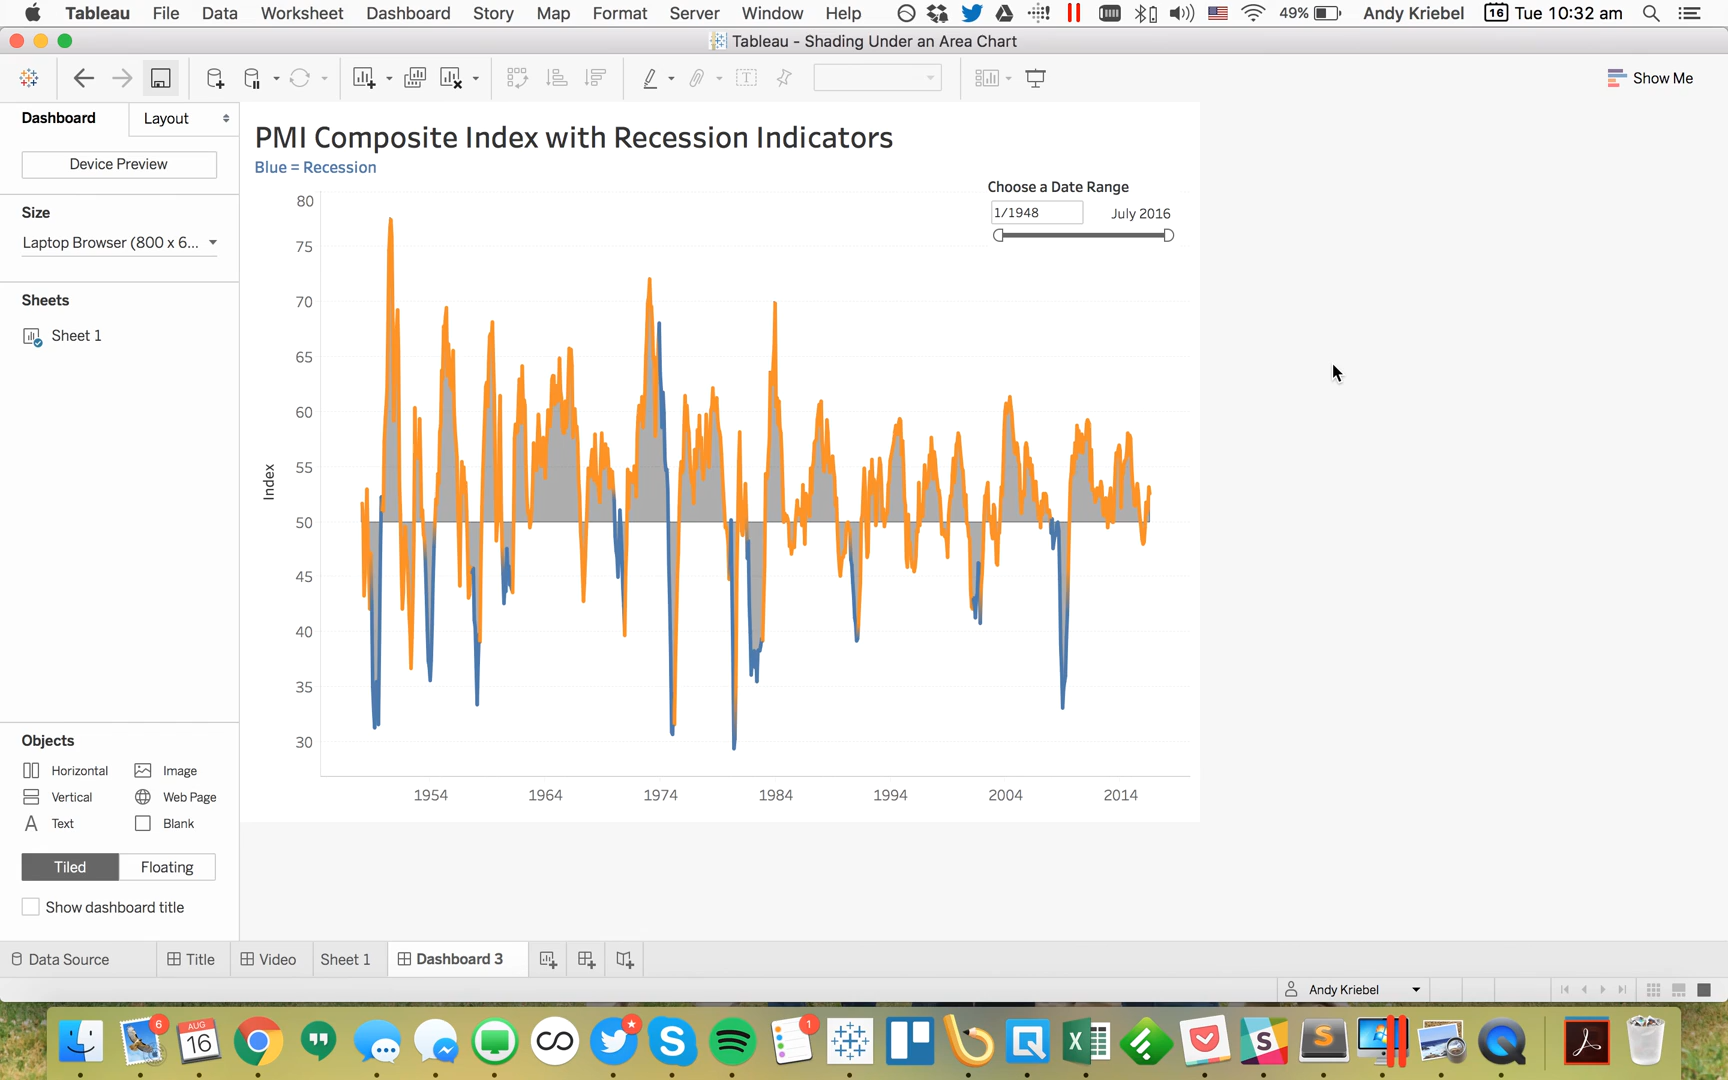 Tableau File Data Worksheet Dashboard Story Map Format Server Window Help 49% Andy Kriebel 16 Tue 10:32 am
Tableau - Shading Under an Area Chart
Show Me
Dashboard Layout
Device Preview
Size
Laptop Browser (800 x 6...
Sheets
Sheet 1
Objects
Horizontal Image
Vertical Web Page
A Text Blank
Tiled Floating
Show dashboard title
PMI Composite Index with Recession Indicators
Blue = Recession
Choose a Date Range
1/1948 July 2016
80
75
70
65
60
55
50
45
40
35
30
Index
1954 1964 1974 1984 1994 2004 2014
Data Source Title Video Sheet 1 Dashboard 3
Andy Kriebel
6
AUG
16
1